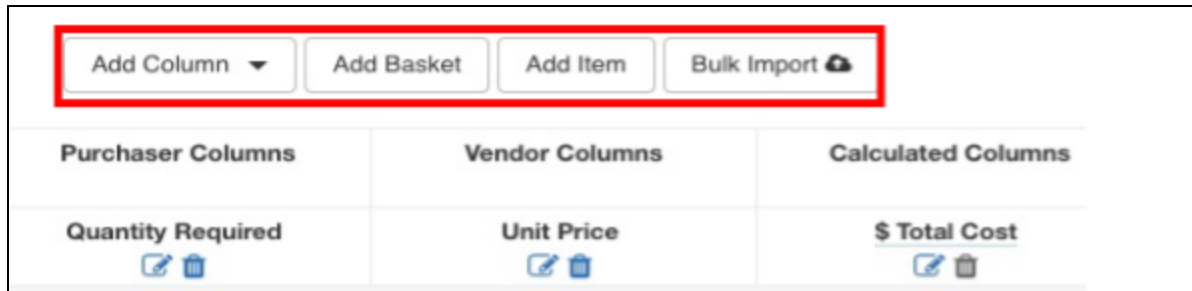 Add Column Add Basket Add Item Bulk Import
Purchaser Columns Vendor Columns Calculated Columns
Quantity Required Unit Price $ Total Cost